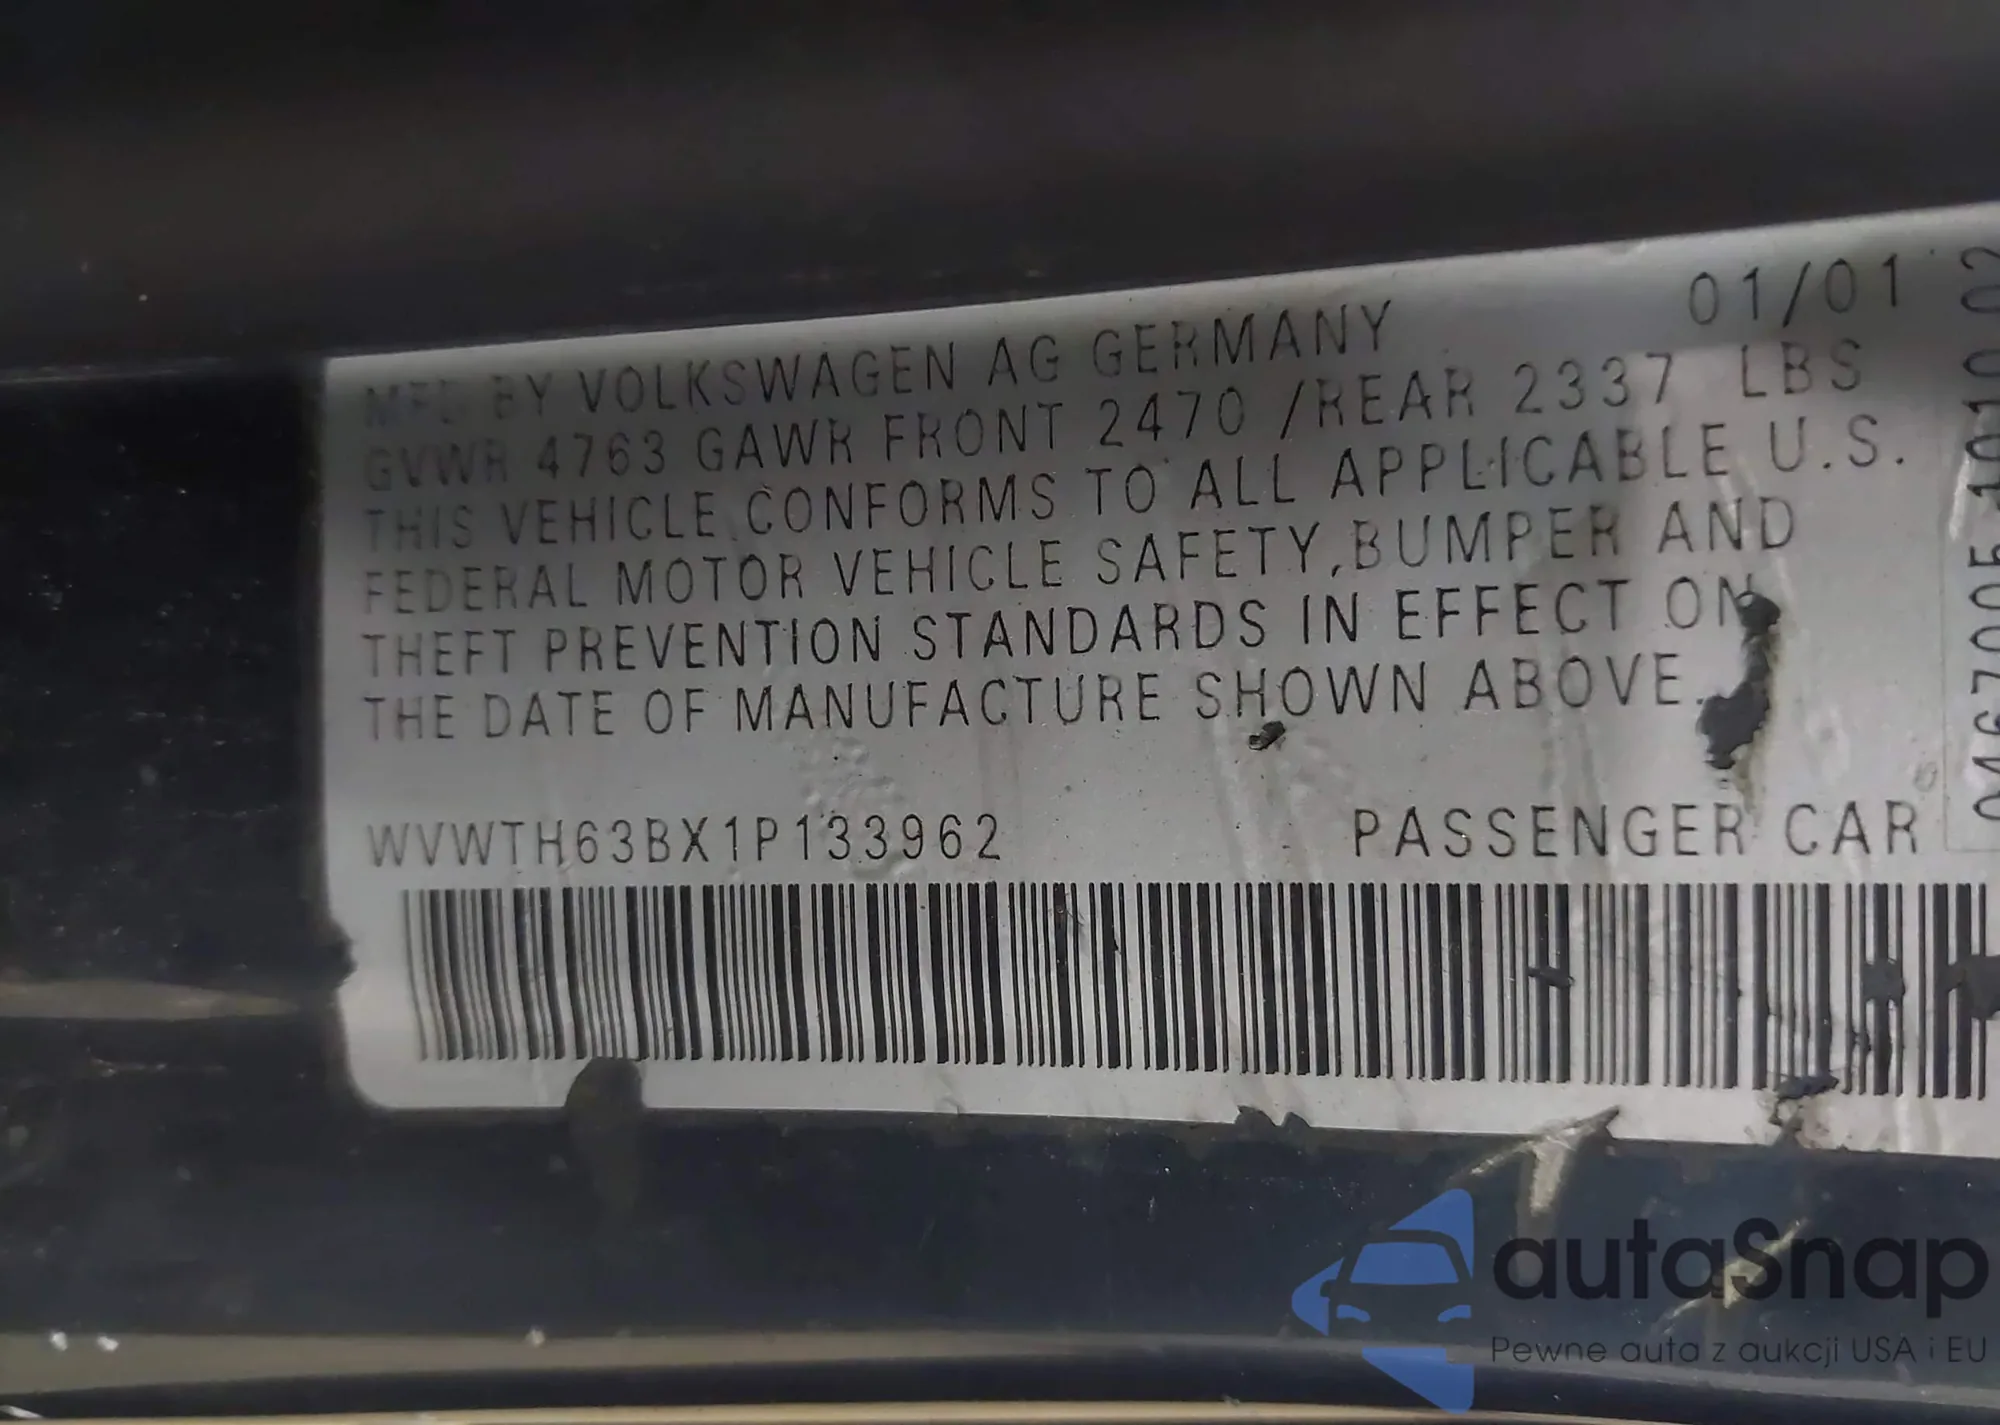 01/01
MFD BY VOLKSWAGEN AG GERMANY
GVWR 4763 GAWR FRONT 2470 /REAR 2337 LBS
THIS VEHICLE CONFORMS TO ALL APPLICABLE U.S.
FEDERAL MOTOR VEHICLE SAFETY,BUMPER AND
THEFT PREVENTION STANDARDS IN EFFECT ON
THE DATE OF MANUFACTURE SHOWN ABOVE.
WVWTH63BX1P133962 PASSENGER CAR
autaSnap
Pewne auta z aukcji USA i EU